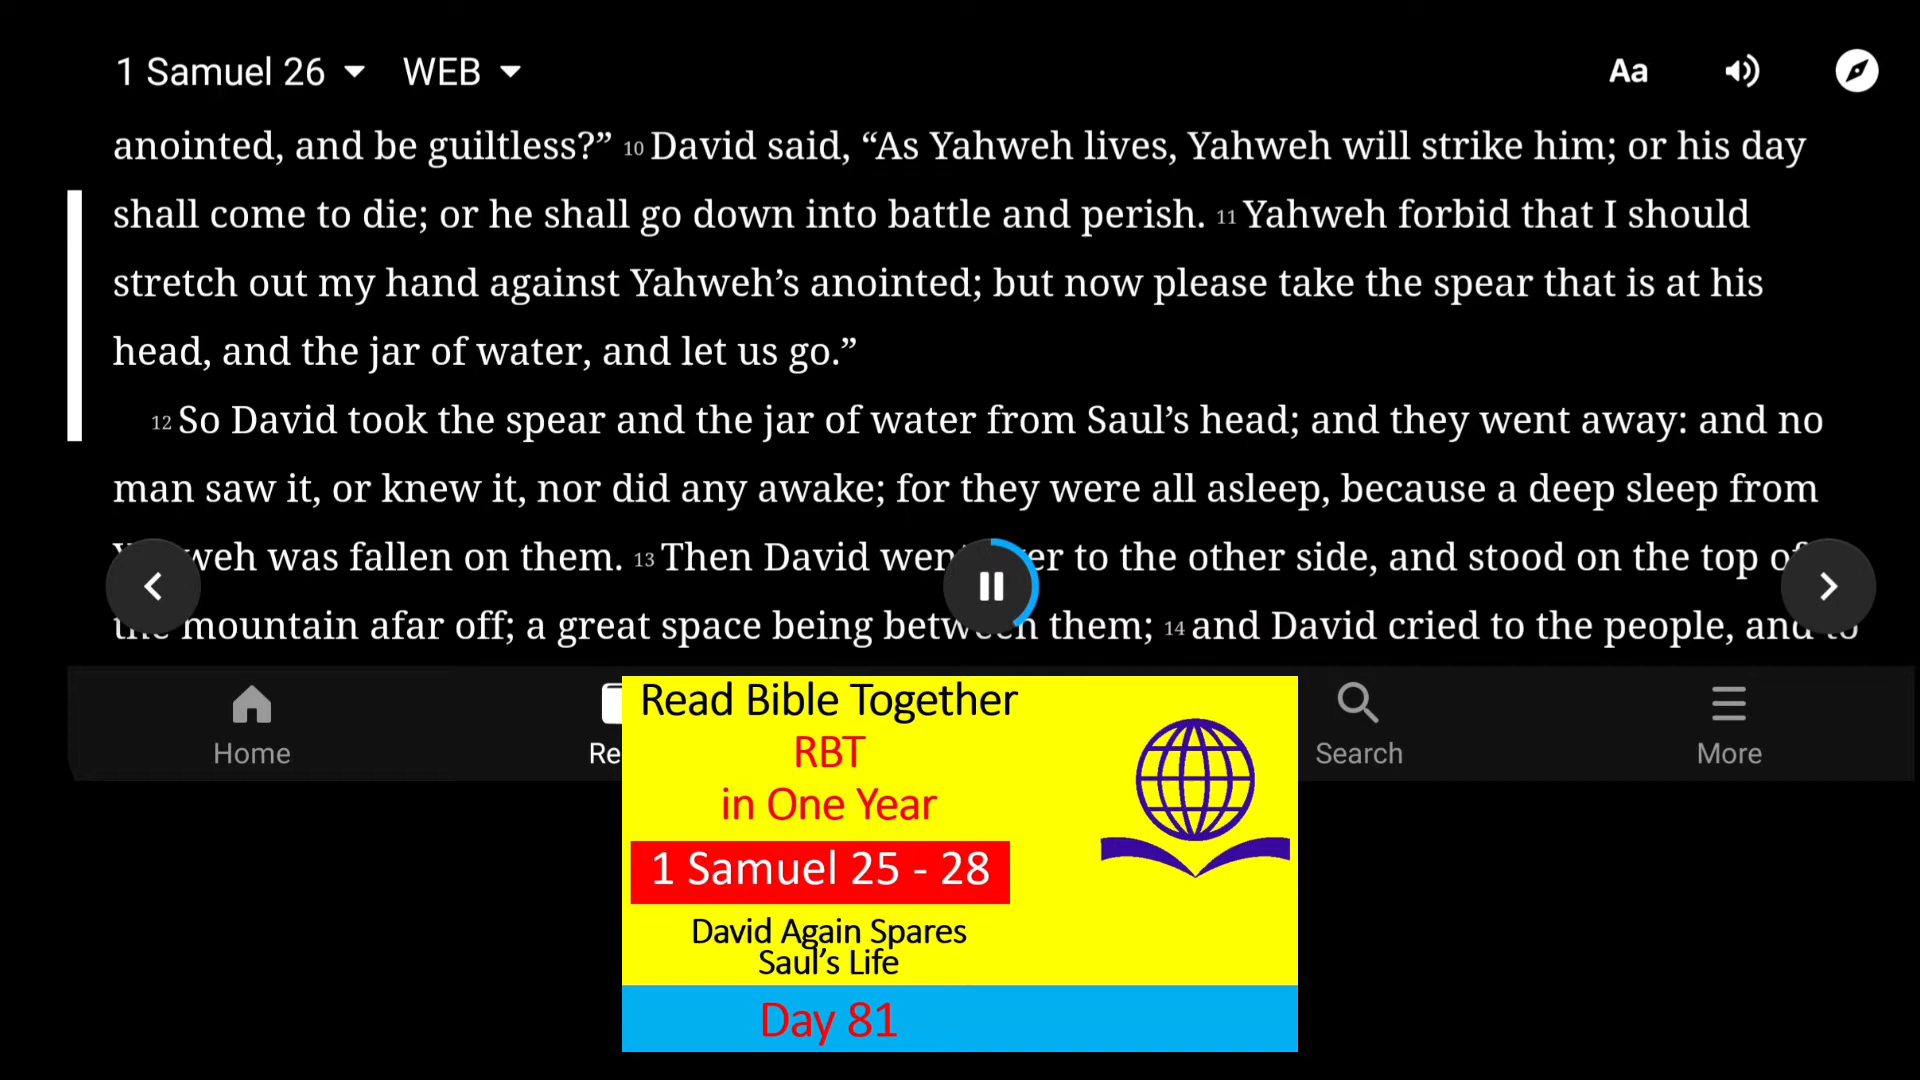 1 Samuel 26 WEB Aa
anointed, and be guiltless?” 10 David said, “As Yahweh lives, Yahweh will strike him; or his day
shall come to die; or he shall go down into battle and perish. 11 Yahweh forbid that I should
stretch out my hand against Yahweh’s anointed; but now please take the spear that is at his
head, and the jar of water, and let us go.”
12 So David took the spear and the jar of water from Saul’s head; and they went away: and no
man saw it, or knew it, nor did any awake; for they were all asleep, because a deep sleep from
weh was fallen on them. 13 Then David wen er to the other side, and stood on the top of
the mountain afar off; a great space being between them; 14 and David cried to the people, and to
Home Re Search More
Read Bible Together
RBT
in One Year
1 Samuel 25 - 28
David Again Spares
Saul’s Life
Day 81